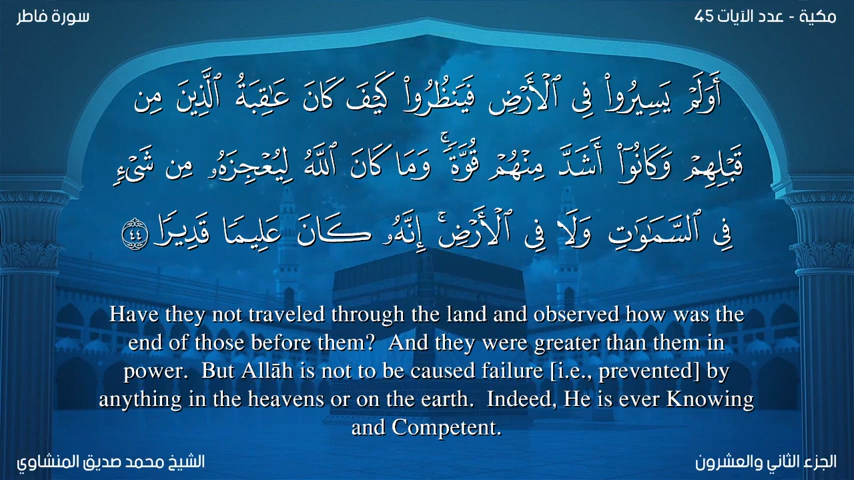 مكية - عدد الآيات 45
سورة فاطر
أَوَلَمْ يَسِيرُوا۟ فِى ٱلْأَرْضِ فَيَنظُرُوا۟ كَيْفَ كَانَ عَـٰقِبَةُ ٱلَّذِينَ مِن
قَبْلِهِمْ وَكَانُوٓا۟ أَشَدَّ مِنْهُمْ قُوَّةً ۚ وَمَا كَانَ ٱللَّهُ لِيُعْجِزَهُۥ مِن شَىْءٍ
فِى ٱلسَّمَـٰوَٰتِ وَلَا فِى ٱلْأَرْضِ ۚ إِنَّهُۥ كَانَ عَلِيمًا قَدِيرًا ٤٤
Have they not traveled through the land and observed how was the
end of those before them?  And they were greater than them in
power.  But Allāh is not to be caused failure [i.e., prevented] by
anything in the heavens or on the earth.  Indeed, He is ever Knowing
and Competent.
الجزء الثاني والعشرون
الشيخ محمد صديق المنشاوي